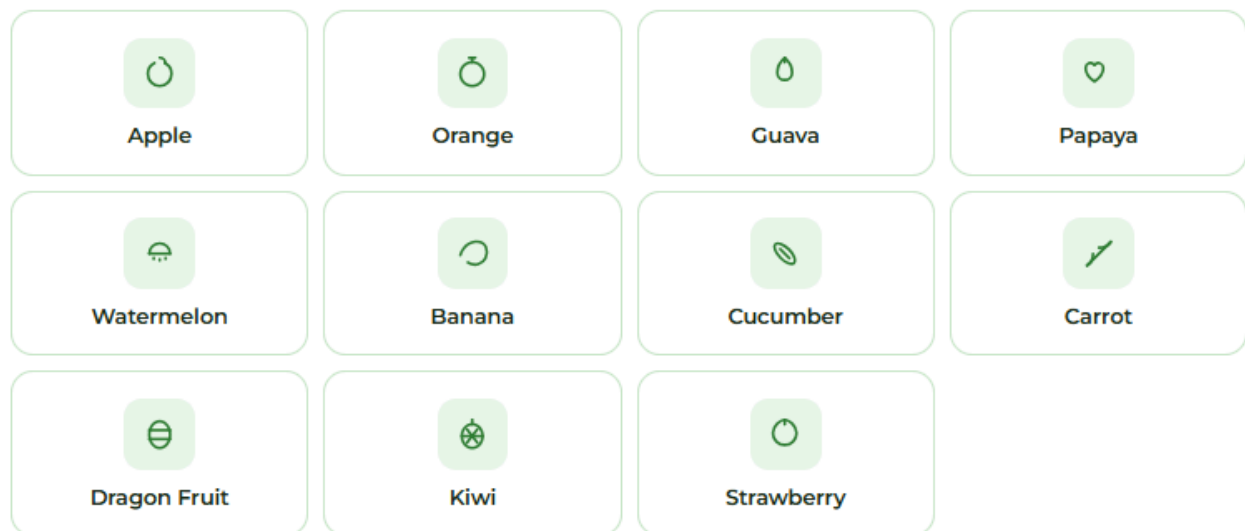 Apple
Orange
Guava
Papaya
Watermelon
Banana
Cucumber
Carrot
Dragon Fruit
Kiwi
Strawberry